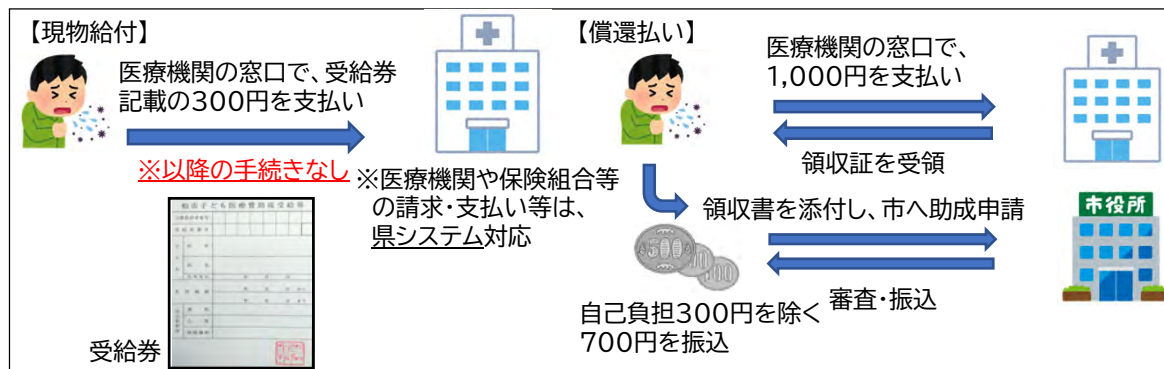 【現物給付】
医療機関の窓口で、受給券
記載の300円を支払い
※以降の手続きなし
※医療機関や保険組合等
の請求・支払い等は、
県システム対応
受給券
【償還払い】
医療機関の窓口で、
1,000円を支払い
領収証を受領
領収書を添付し、市へ助成申請
市役所
審査・振込
自己負担300円を除く
700円を振込
500
100